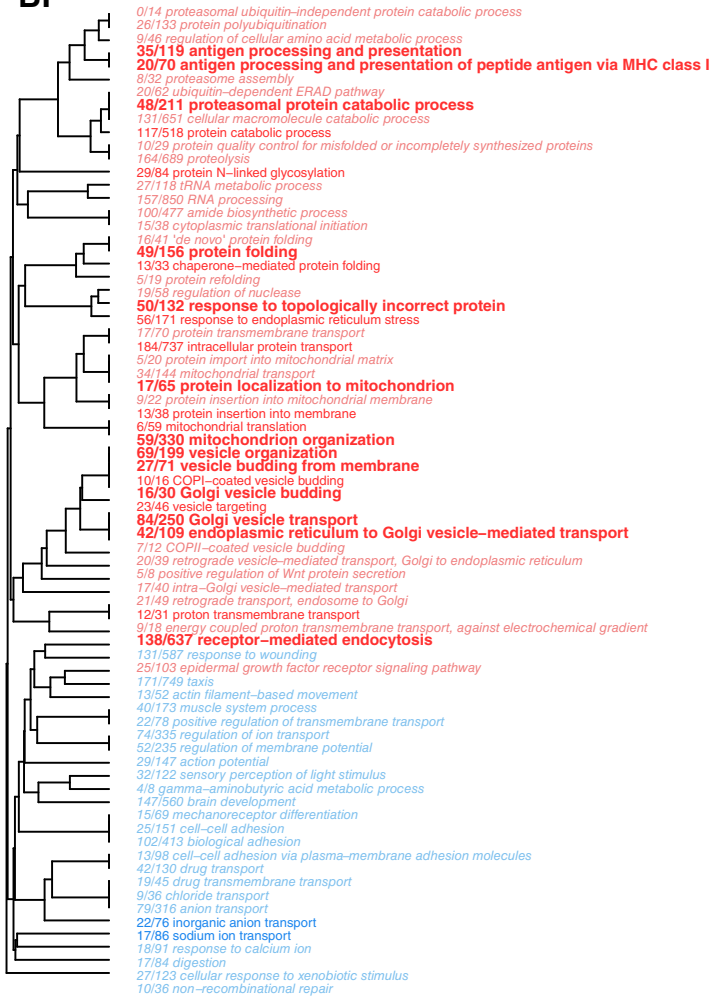 BP
0/14 proteasomal ubiquitin−independent protein catabolic process
26/133 protein polyubiquitination
9/46 regulation of cellular amino acid metabolic process
35/119 antigen processing and presentation
20/70 antigen processing and presentation of peptide antigen via MHC class I
8/32 proteasome assembly
20/62 ubiquitin−dependent ERAD pathway
48/211 proteasomal protein catabolic process
131/651 cellular macromolecule catabolic process
117/518 protein catabolic process
10/29 protein quality control for misfolded or incompletely synthesized proteins
164/689 proteolysis
29/84 protein N−linked glycosylation
27/118 tRNA metabolic process
157/850 RNA processing
100/477 amide biosynthetic process
15/38 cytoplasmic translational initiation
16/41 'de novo' protein folding
49/156 protein folding
13/33 chaperone−mediated protein folding
5/19 protein refolding
19/58 regulation of nuclease
50/132 response to topologically incorrect protein
56/171 response to endoplasmic reticulum stress
17/70 protein transmembrane transport
184/737 intracellular protein transport
5/20 protein import into mitochondrial matrix
34/144 mitochondrial transport
17/65 protein localization to mitochondrion
9/22 protein insertion into mitochondrial membrane
13/38 protein insertion into membrane
6/59 mitochondrial translation
59/330 mitochondrion organization
69/199 vesicle organization
27/71 vesicle budding from membrane
10/16 COPI−coated vesicle budding
16/30 Golgi vesicle budding
23/46 vesicle targeting
84/250 Golgi vesicle transport
42/109 endoplasmic reticulum to Golgi vesicle−mediated transport
7/12 COPII−coated vesicle budding
20/39 retrograde vesicle−mediated transport, Golgi to endoplasmic reticulum
5/8 positive regulation of Wnt protein secretion
17/40 intra−Golgi vesicle−mediated transport
21/49 retrograde transport, endosome to Golgi
12/31 proton transmembrane transport
9/18 energy coupled proton transmembrane transport, against electrochemical gradient
138/637 receptor−mediated endocytosis
131/587 response to wounding
25/103 epidermal growth factor receptor signaling pathway
171/749 taxis
13/52 actin filament−based movement
40/173 muscle system process
22/78 positive regulation of transmembrane transport
74/335 regulation of ion transport
52/235 regulation of membrane potential
29/147 action potential
32/122 sensory perception of light stimulus
4/8 gamma−aminobutyric acid metabolic process
147/560 brain development
15/69 mechanoreceptor differentiation
25/151 cell−cell adhesion
102/413 biological adhesion
13/98 cell−cell adhesion via plasma−membrane adhesion molecules
42/130 drug transport
19/45 drug transmembrane transport
9/36 chloride transport
79/316 anion transport
22/76 inorganic anion transport
17/86 sodium ion transport
18/91 response to calcium ion
17/84 digestion
27/123 cellular response to xenobiotic stimulus
10/36 non−recombinational repair